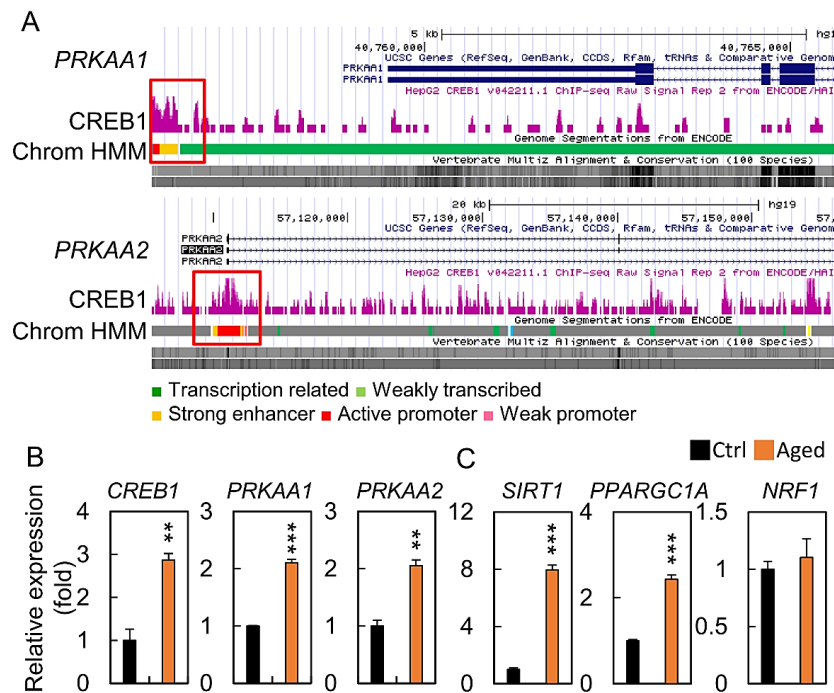 A
5 kb
hg1
40,760,000
40,765,000
PRKAA1
UCSC Genes (RefSeq, GenBank, CCDS, Rfam, tRNAs & Comparative Genom
PRKAA1
PRKAA1
HepG2 CREB1 v042211.1 ChIP-seq Raw Signal Rep 2 from ENCODE/HAI
CREB1
Genome Segmentations from ENCODE
Chrom HMM
Vertebrate Multiz Alignment & Conservation (100 Species)
20 kb
hg19
57,120,000
57,130,000
57,140,000
57,150,000
57,1
UCSC Genes (RefSeq, GenBank, CCDS, Rfam, tRNAs & Comparative Genom
PRKAA2
PRKAA2
PRKAA2
PRKAA2
HepG2 CREB1 v042211.1 ChIP-seq Raw Signal Rep 2 from ENCODE/HAI
CREB1
Genome Segmentations from ENCODE
Chrom HMM
Vertebrate Multiz Alignment & Conservation (100 Species)
Transcription related
Weakly transcribed
Strong enhancer
Active promoter
Weak promoter
Ctrl
Aged
B
Relative expression
(fold)
CREB1
4
3
2
1
0
**
PRKAA1
3
2
1
0
***
PRKAA2
3
2
1
0
**
C
SIRT1
12
8
4
0
***
PPARGC1A
4
2
0
***
NRF1
1.5
1
0.5
0